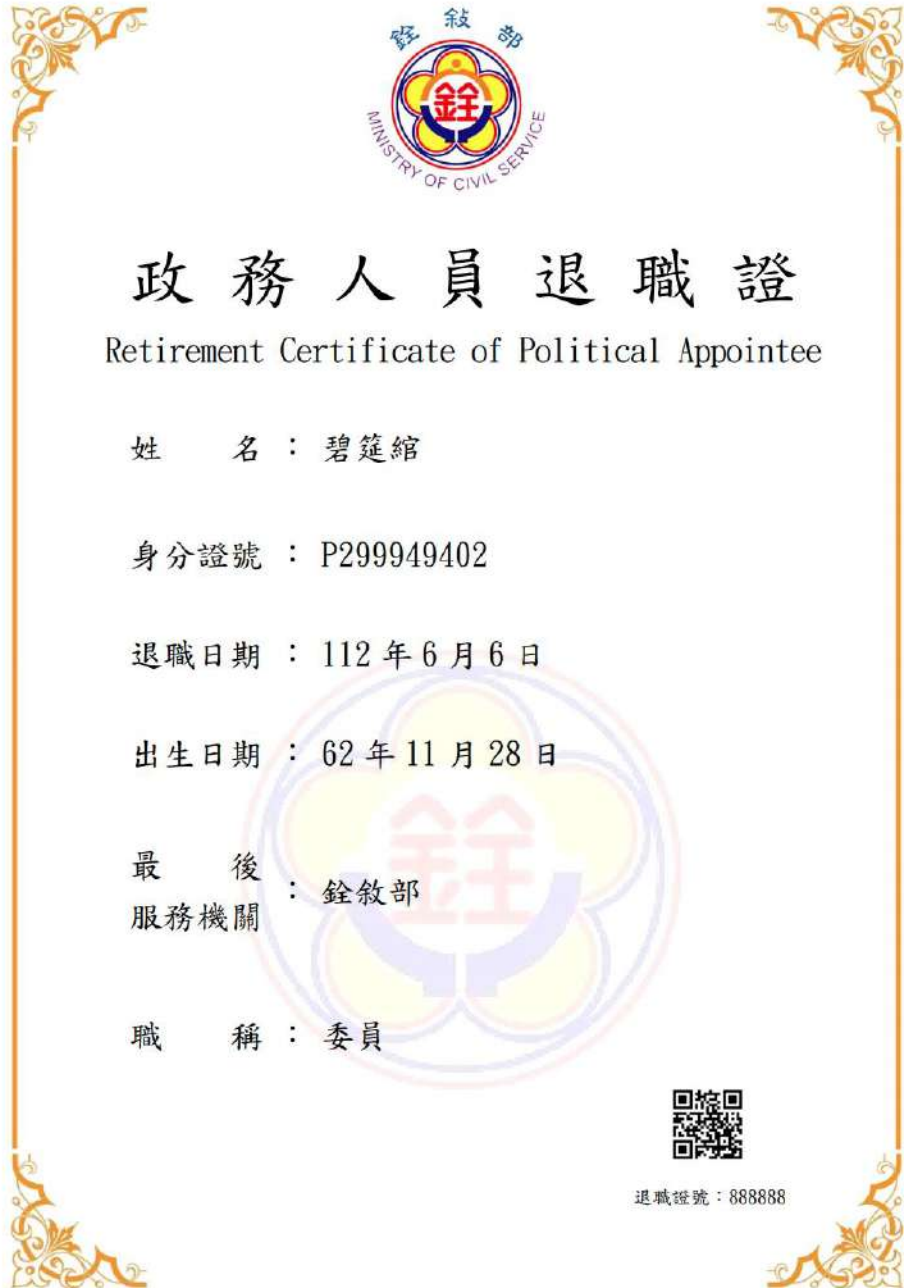 銓敍部
銓
MINISTRY OF CIVIL SERVICE
政務人員退職證
Retirement Certificate of Political Appointee
姓名：碧筵綰
身分證號：P299949402
退職日期：112年6月6日
出生日期：62年11月28日
最後
服務機關：銓敘部
銓
職稱：委員
退職證號：888888